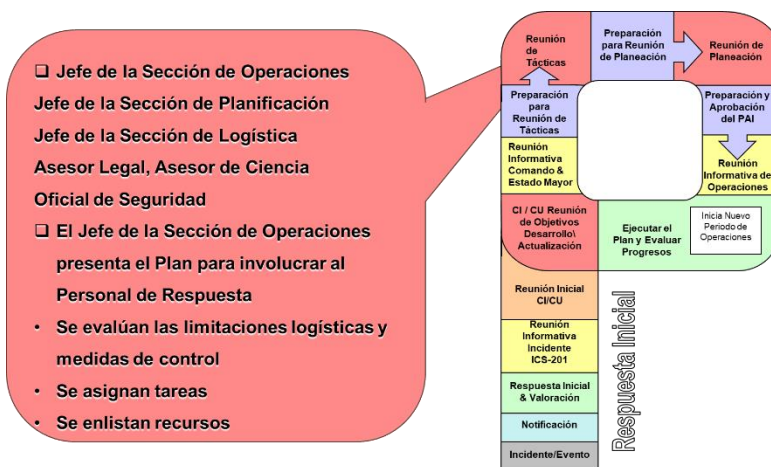 ❑ Jefe de la Sección de Operaciones
Jefe de la Sección de Planificación
Jefe de la Sección de Logística
Asesor Legal, Asesor de Ciencia
Oficial de Seguridad
❑ El Jefe de la Sección de Operaciones
presenta el Plan para involucrar al
Personal de Respuesta
• Se evalúan las limitaciones logísticas y
medidas de control
• Se asignan tareas
• Se enlistan recursos
Reunión
de
Tácticas
Preparación
para Reunión
de Planeación
Reunión de
Planeación
Preparación
para
Reunión de
Tácticas
Preparación y
Aprobación
del PAI
Reunión
Informativa
Comando &
Estado Mayor
Reunión
Informativa de
Operaciones
CI / CU Reunión
de Objetivos
Desarrollo\
Actualización
Ejecutar el
Plan y Evaluar
Progresos
Inicia Nuevo
Periodo de
Operaciones
Reunión Inicial
CI/CU
Reunión
Informativa
Incidente
ICS-201
Respuesta Inicial
& Valoración
Notificación
Incidente/Evento
Respuesta Inicial